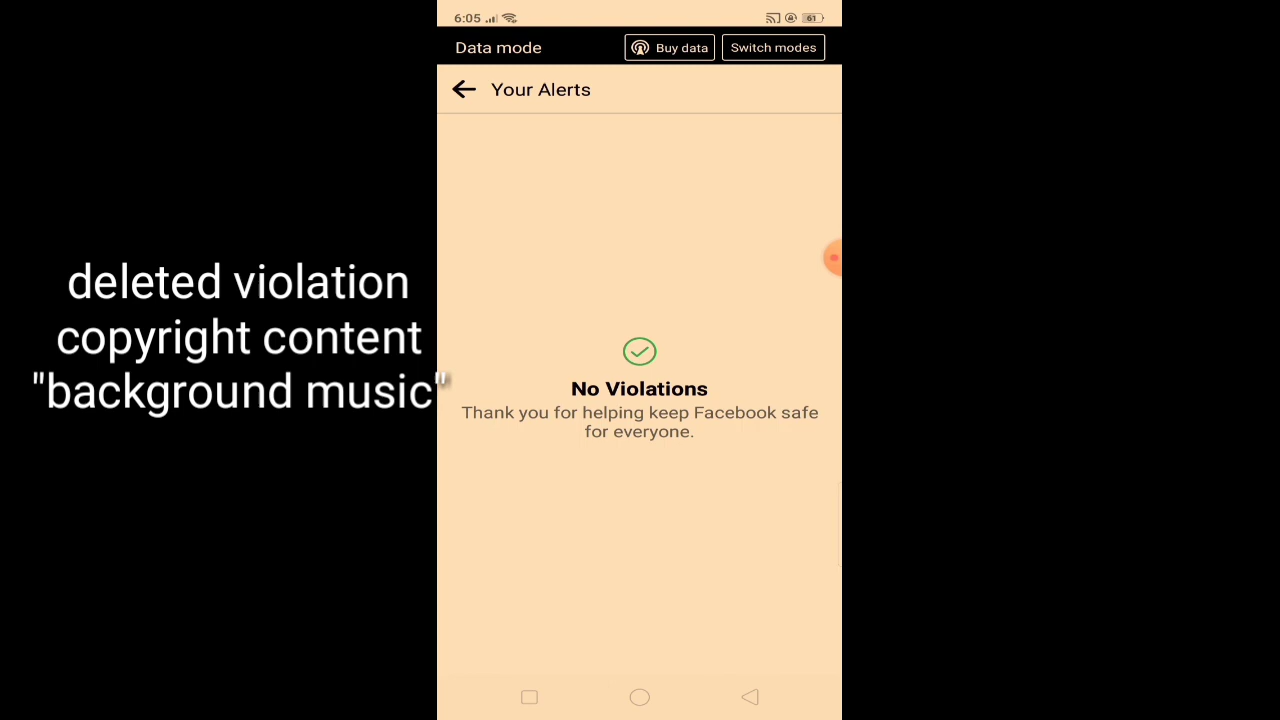 6:05
61
Data mode
Buy data
Switch modes
Your Alerts
deleted violation
copyright content
"background music"
No Violations
Thank you for helping keep Facebook safe
for everyone.